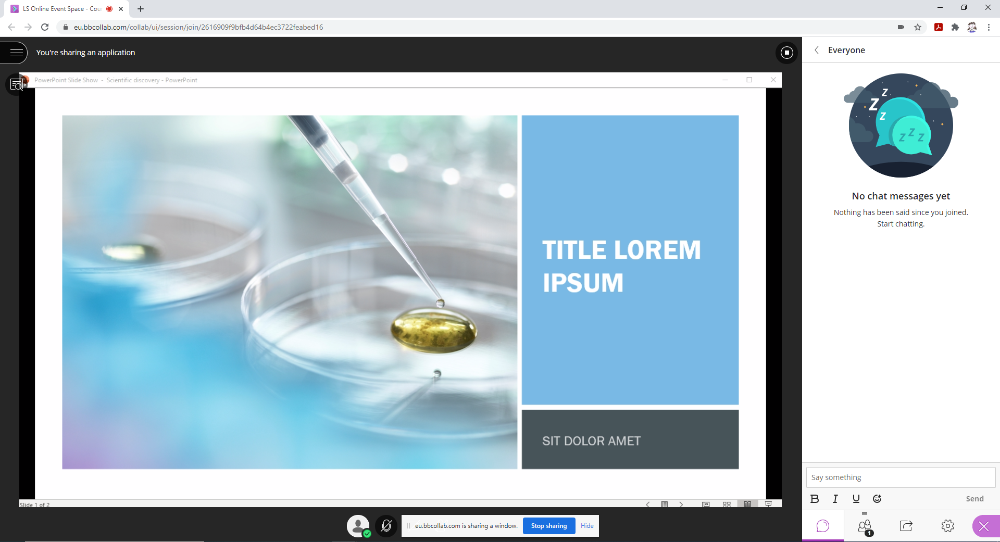 LS Online Event Space - Cou
eu.bbcollab.com/collab/ui/session/join/2616909f9bfb4d64b4ec3722feabed16
You're sharing an application
Everyone
PowerPoint Slide Show - Scientific discovery - PowerPoint
Z
Z
Z
Z Z Z
No chat messages yet
Nothing has been said since you joined.
Start chatting.
TITLE LOREM
IPSUM
SIT DOLOR AMET
Say something
B I U
Send
Slide 1 of 2
eu.bbcollab.com is sharing a window.
Stop sharing
Hide
1